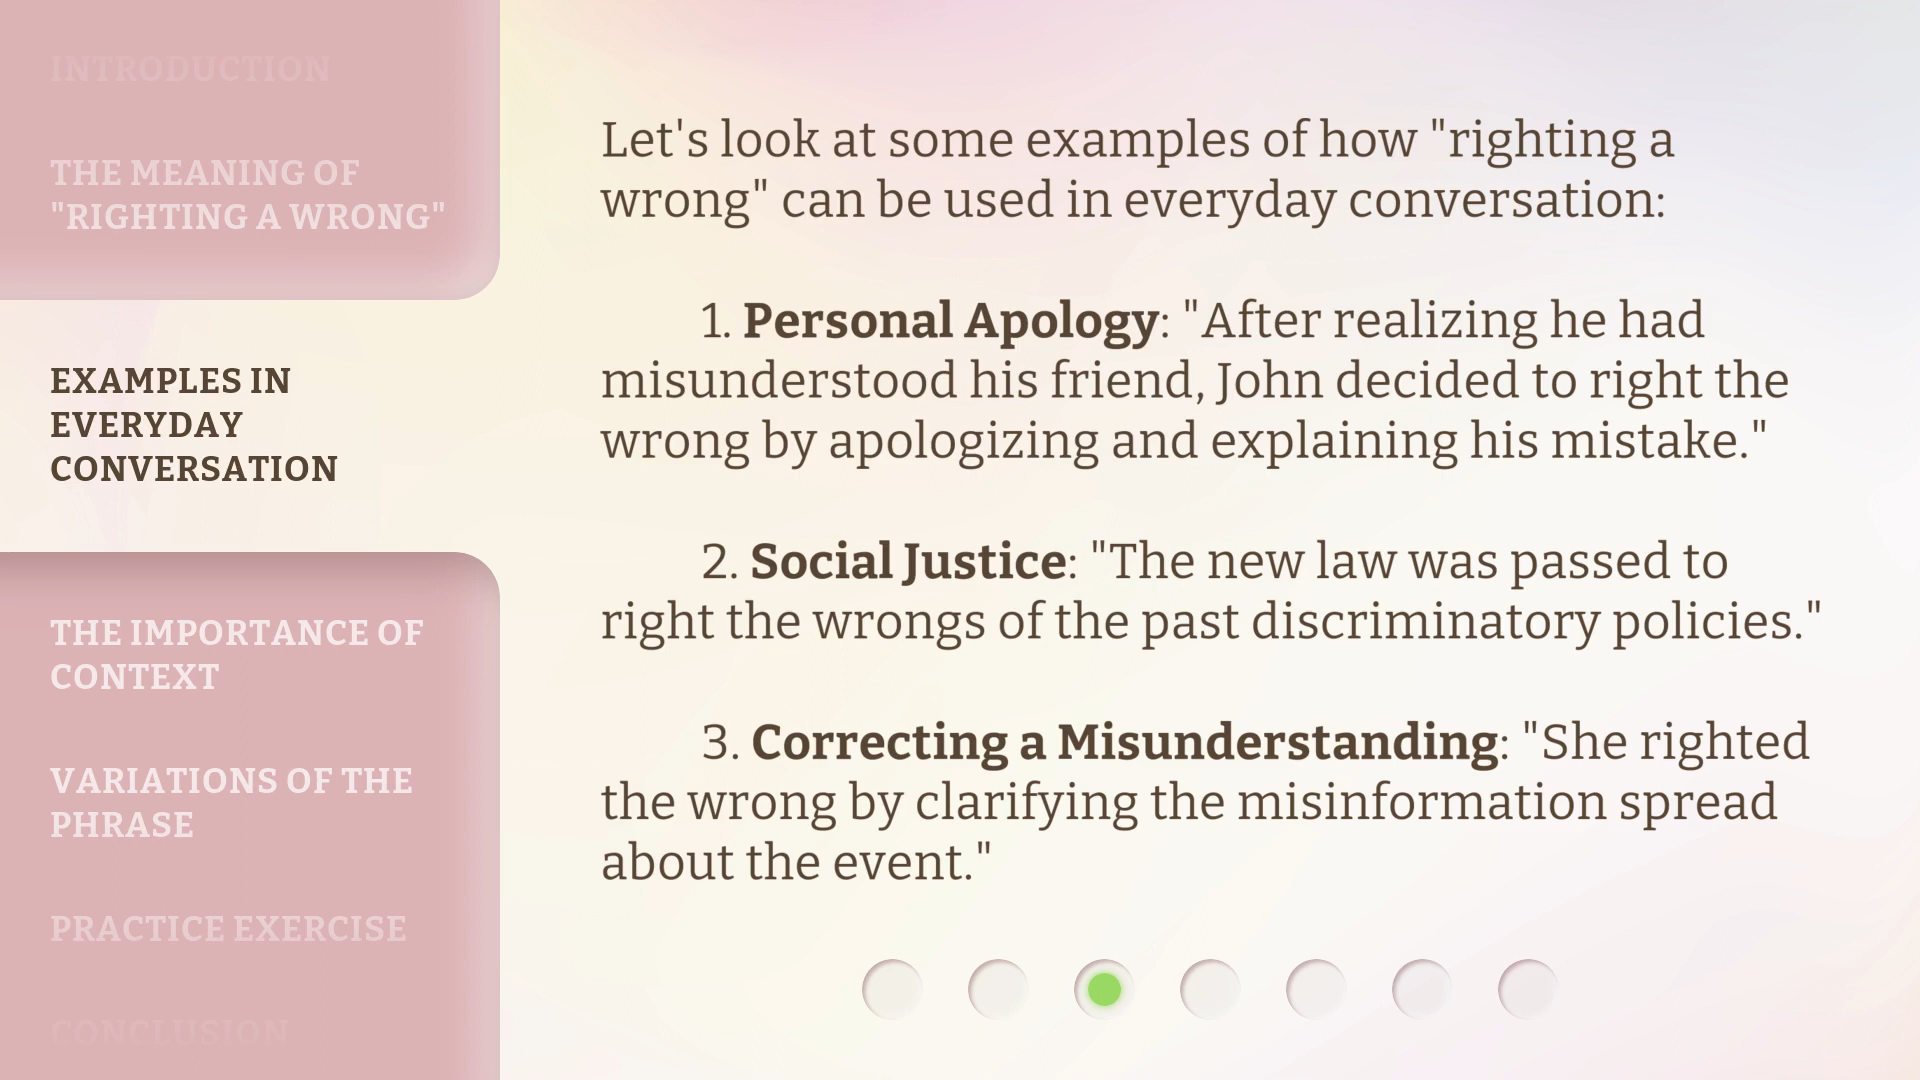 INTRODUCTION
THE MEANING OF
"RIGHTING A WRONG"
EXAMPLES IN
EVERYDAY
CONVERSATION
THE IMPORTANCE OF
CONTEXT
VARIATIONS OF THE
PHRASE
PRACTICE EXERCISE
CONCLUSION
Let's look at some examples of how "righting a
wrong" can be used in everyday conversation:
1. Personal Apology: "After realizing he had
misunderstood his friend, John decided to right the
wrong by apologizing and explaining his mistake."
2. Social Justice: "The new law was passed to
right the wrongs of the past discriminatory policies."
3. Correcting a Misunderstanding: "She righted
the wrong by clarifying the misinformation spread
about the event."